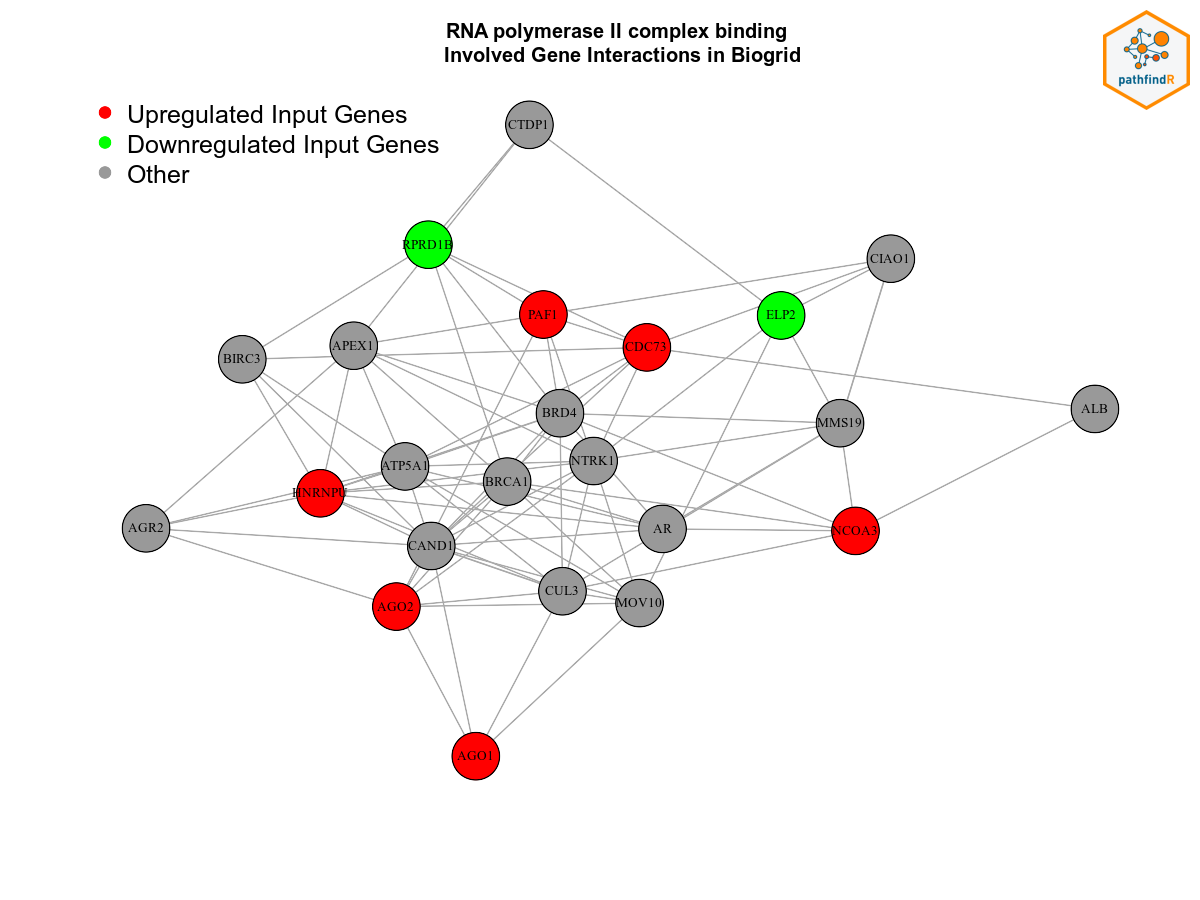 RNA polymerase II complex binding
Involved Gene Interactions in Biogrid
pathfindR
Upregulated Input Genes
Downregulated Input Genes
Other
CTDP1
RPRD1B
CIAO1
PAF1
ELP2
APEX1
CDC73
BIRC3
ALB
BRD4
MMS19
NTRK1
ATP5A1
BRCA1
HNRNPU
AGR2
AR
NCOA3
CAND1
CUL3
MOV10
AGO2
AGO1